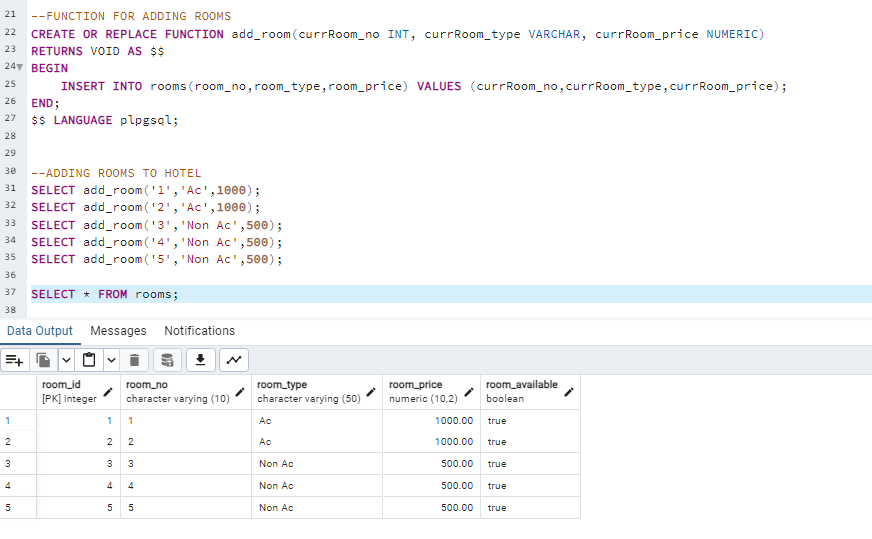 21 --FUNCTION FOR ADDING ROOMS
22 CREATE OR REPLACE FUNCTION add_room(currRoom_no INT, currRoom_type VARCHAR, currRoom_price NUMERIC)
23 RETURNS VOID AS $$
24 BEGIN
25 INSERT INTO rooms(room_no,room_type,room_price) VALUES (currRoom_no,currRoom_type,currRoom_price);
26 END;
27 $$ LANGUAGE plpgsql;
28
29
30 --ADDING ROOMS TO HOTEL
31 SELECT add_room('1','Ac',1000);
32 SELECT add_room('2','Ac',1000);
33 SELECT add_room('3','Non Ac',500);
34 SELECT add_room('4','Non Ac',500);
35 SELECT add_room('5','Non Ac',500);
36
37 SELECT * FROM rooms;
38
Data Output Messages Notifications
room_id room_no room_type room_price room_available
[PK] integer character varying (10) character varying (50) numeric (10,2) boolean
1 1 1 Ac 1000.00 true
2 2 2 Ac 1000.00 true
3 3 3 Non Ac 500.00 true
4 4 4 Non Ac 500.00 true
5 5 5 Non Ac 500.00 true